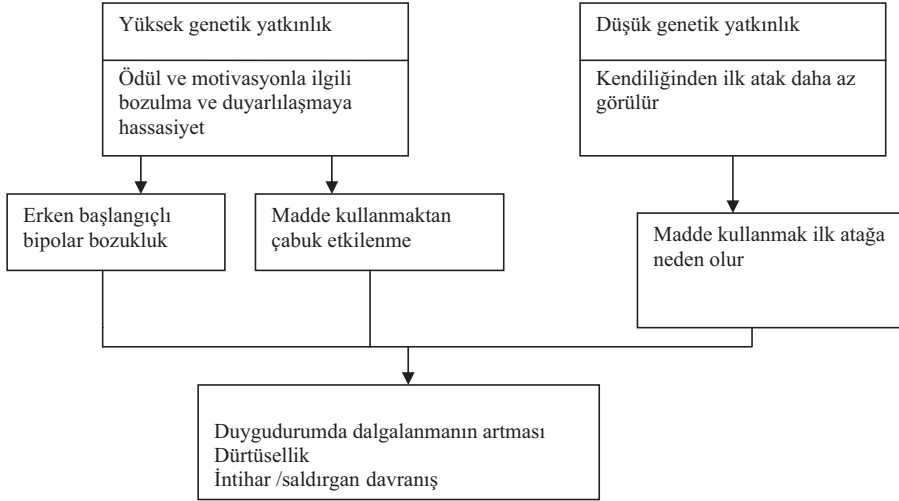 Yüksek genetik yatkınlık
Ödül ve motivasyonla ilgili
bozulma ve duyarlılaşmaya
hassasiyet
Düşük genetik yatkınlık
Kendiliğinden ilk atak daha az
görülür
Erken başlangıçlı
bipolar bozukluk
Madde kullanmaktan
çabuk etkilenme
Madde kullanmak ilk atağa
neden olur
Duygudurumda dalgalanmanın artması
Dürtüsellik
İntihar /saldırgan davranış